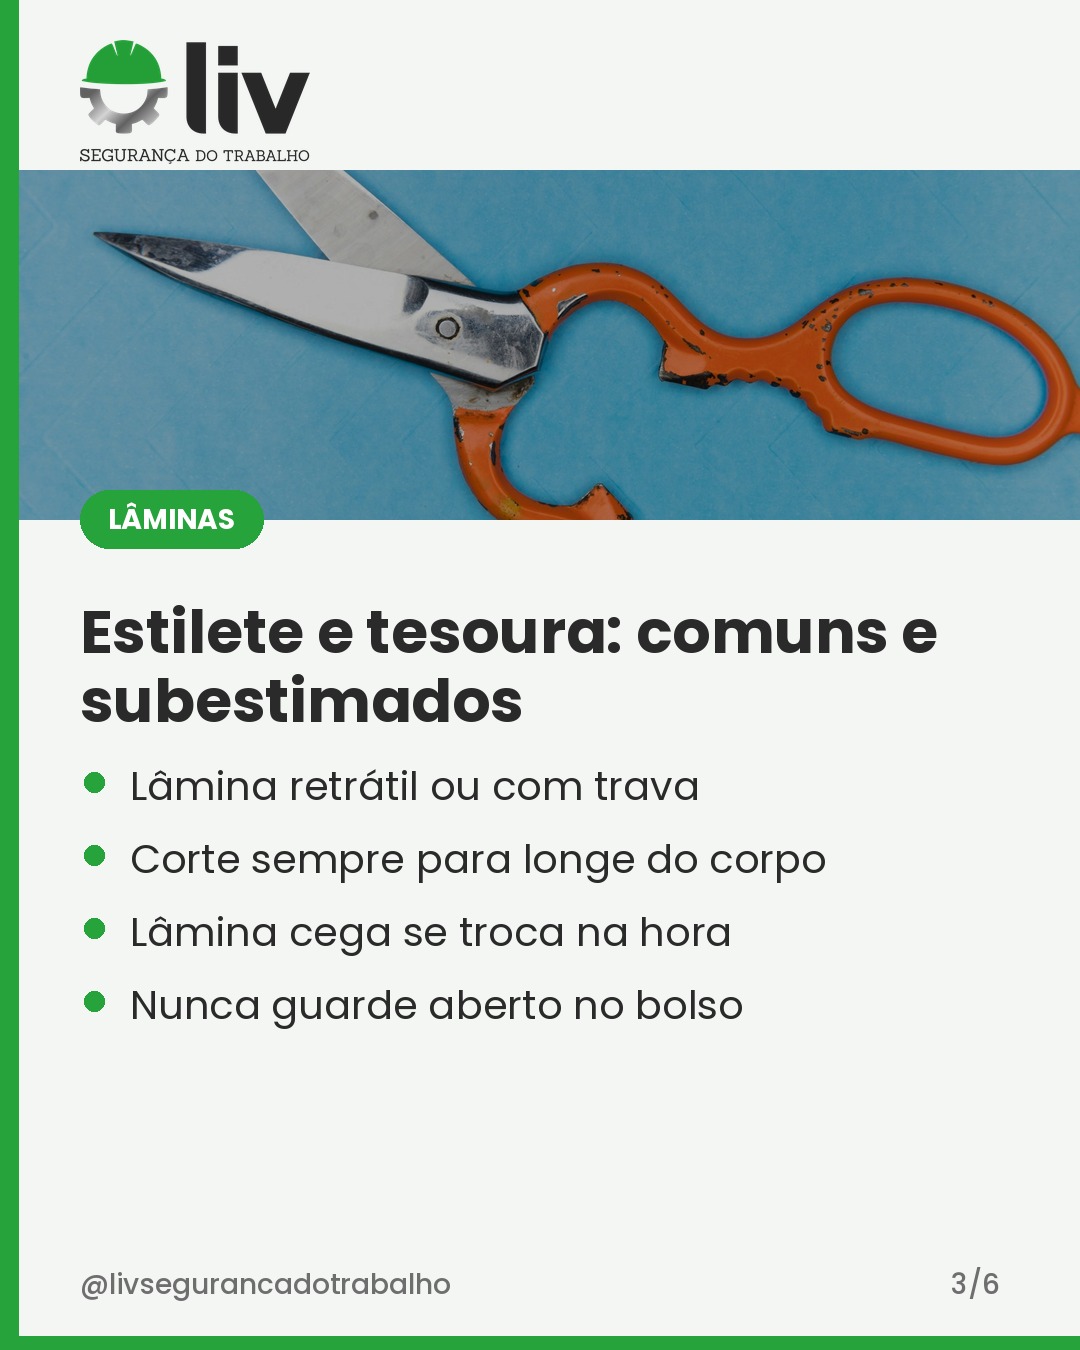 liv
SEGURANÇA DO TRABALHO
LÂMINAS
Estilete e tesoura: comuns e
subestimados
Lâmina retrátil ou com trava
Corte sempre para longe do corpo
Lâmina cega se troca na hora
Nunca guarde aberto no bolso
@livsegurancadotrabalho
3/6